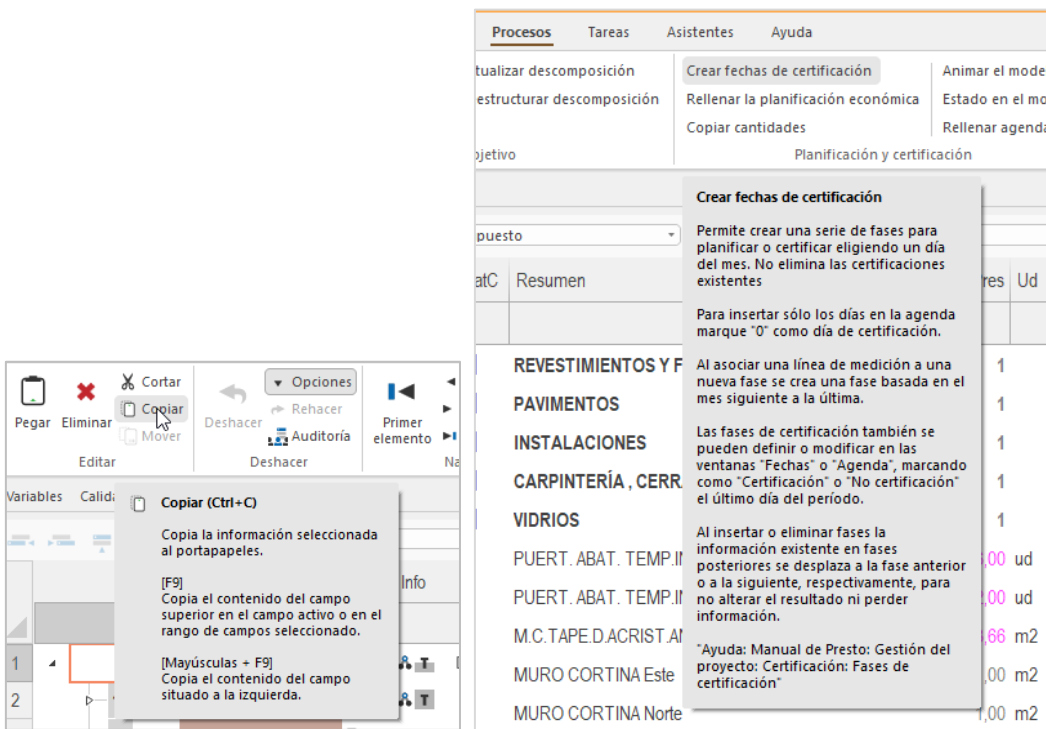 Procesos Tareas Asistentes Ayuda
tualizar descomposición Crear fechas de certificación Animar el mode
estructurar descomposición Rellenar la planificación económica Estado en el mo
Copiar cantidades Rellenar agenda
bjetivo Planificación y certificación
Crear fechas de certificación
Permite crear una serie de fases para
planificar o certificar eligiendo un día
del mes. No elimina las certificaciones
existentes
Para insertar sólo los días en la agenda
marque "0" como día de certificación.
Al asociar una línea de medición a una
nueva fase se crea una fase basada en el
mes siguiente a la última.
Las fases de certificación también se
pueden definir o modificar en las
ventanas "Fechas" o "Agenda", marcando
como "Certificación" o "No certificación"
el último día del período.
Al insertar o eliminar fases la
información existente en fases
posteriores se desplaza a la fase anterior
o a la siguiente, respectivamente, para
no alterar el resultado ni perder
información.
"Ayuda: Manual de Presto: Gestión del
proyecto: Certificación: Fases de
certificación"
puesto
atC Resumen res Ud
REVESTIMIENTOS Y F 1
PAVIMENTOS 1
INSTALACIONES 1
CARPINTERÍA , CERR 1
VIDRIOS 1
PUERT. ABAT. TEMP.IN ,00 ud
PUERT. ABAT. TEMP.IN ,00 ud
M.C.TAPE.D.ACRIST.AN ,66 m2
MURO CORTINA Este ,00 m2
MURO CORTINA Norte 1,00 m2
Pegar Eliminar Cortar
Copiar
Mover
Editar
Deshacer Opciones
Rehacer
Auditoría
Deshacer
Primer
elemento
Na
Variables Calida
Copiar (Ctrl+C)
Copia la información seleccionada
al portapapeles.
[F9]
Copia el contenido del campo
superior en el campo activo o en el
rango de campos seleccionado.
[Mayúsculas + F9]
Copia el contenido del campo
situado a la izquierda.
Info
1 T
2 T